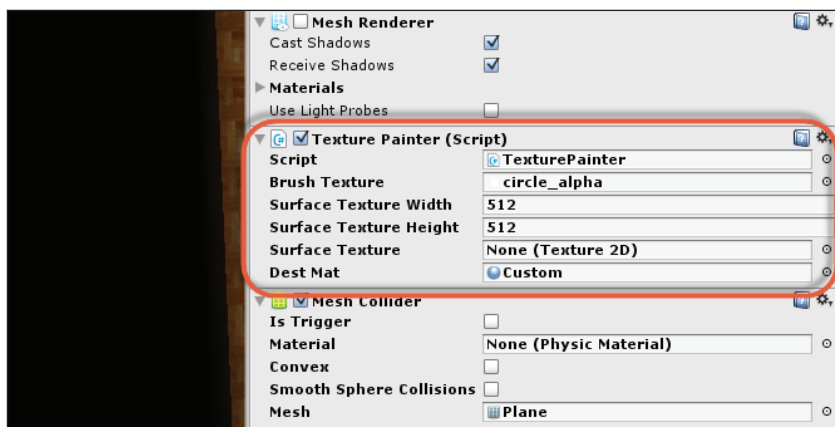 Mesh Renderer
Cast Shadows
Receive Shadows
Materials
Use Light Probes
Texture Painter (Script)
Script TexturePainter
Brush Texture circle_alpha
Surface Texture Width 512
Surface Texture Height 512
Surface Texture None (Texture 2D)
Dest Mat Custom
Mesh Collider
Is Trigger
Material None (Physic Material)
Convex
Smooth Sphere Collisions
Mesh Plane